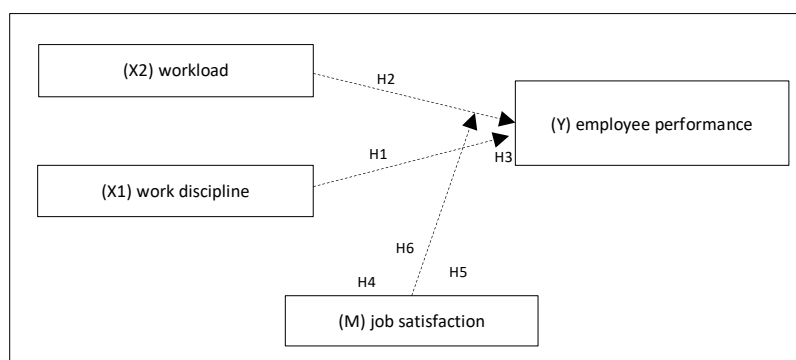 (X2) workload
H2
(Y) employee performance
H1
H3
(X1) work discipline
H6
H5
H4
(M) job satisfaction